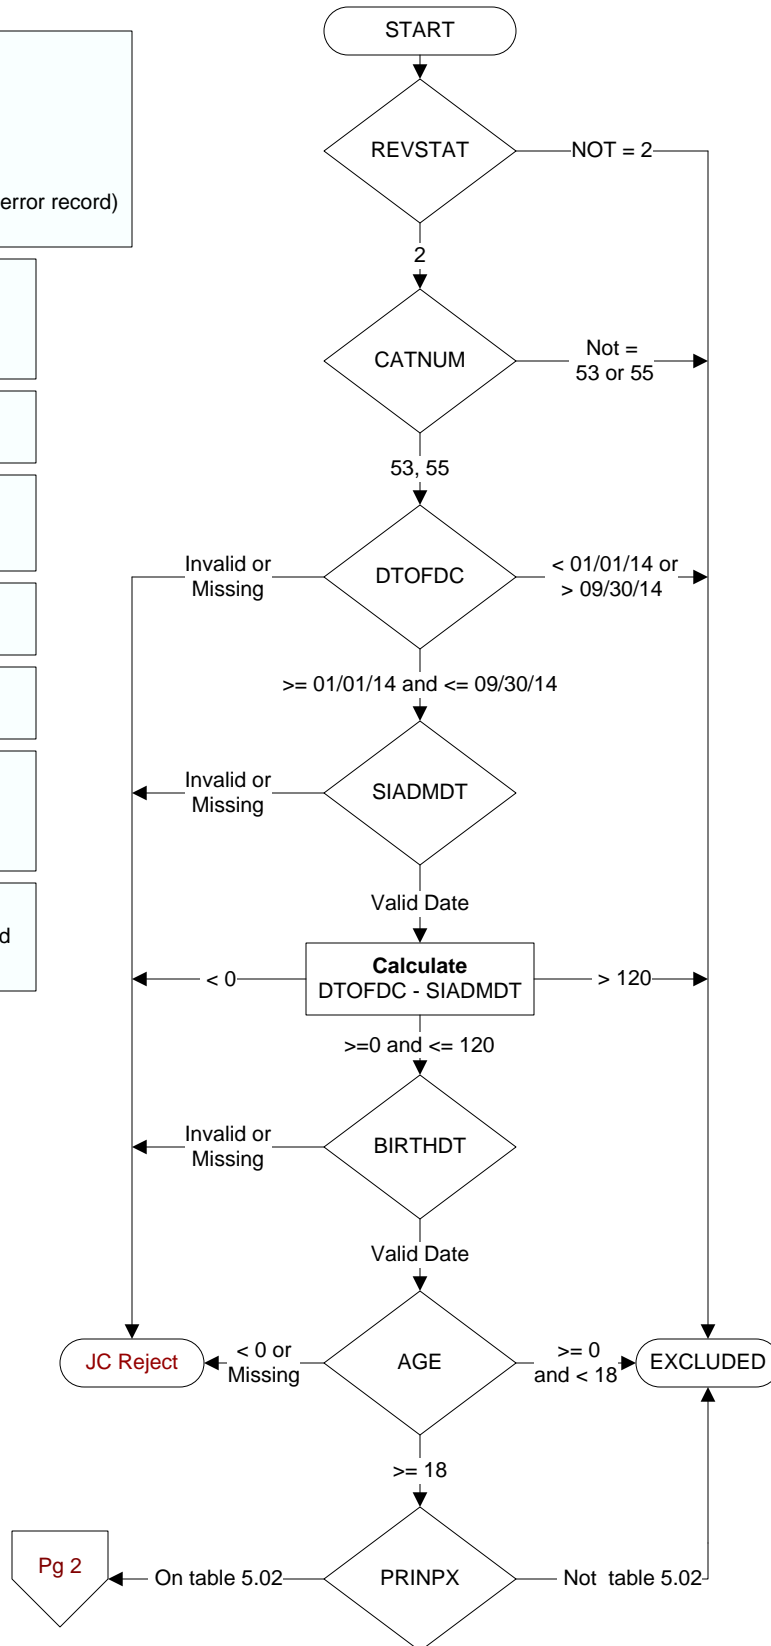 START
error record)
REVSTAT
NOT = 2
2
CATNUM
Not =
53 or 55
53, 55
Invalid or
Missing
DTOFDC
< 01/01/14 or
> 09/30/14
>= 01/01/14 and <= 09/30/14
Invalid or
Missing
SIADMDT
Valid Date
d
< 0
Calculate
DTOFDC - SIADMDT
> 120
>=0 and <= 120
Invalid or
Missing
BIRTHDT
Valid Date
JC Reject
< 0 or
Missing
AGE
>= 0
and < 18
EXCLUDED
>= 18
Pg 2
On table 5.02
PRINPX
Not table 5.02